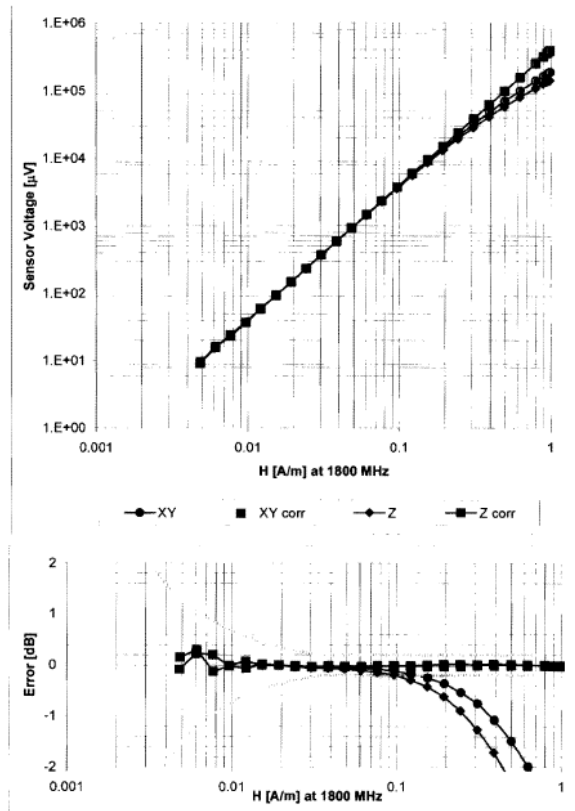 1.E+06
1.E+05
1.E+04
1.E+03
1.E+02
1.E+01
1.E+00
Sensor Voltage [µV]
0.001 0.01 0.1 1
H [A/m] at 1800 MHz
XY XY corr Z Z corr
2
1
0
-1
-2
Error [dB]
0.001 0.01 0.1 1
H [A/m] at 1800 MHz